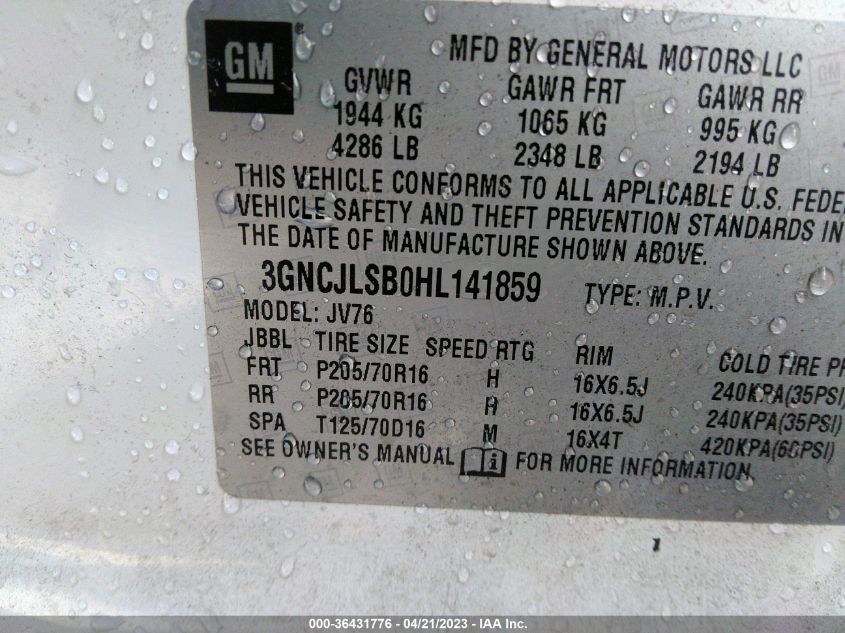 GM ®
MFD BY GENERAL MOTORS LLC
GVWR GAWR FRT GAWR RR
1944 KG 1065 KG 995 KG
4286 LB 2348 LB 2194 LB
THIS VEHICLE CONFORMS TO ALL APPLICABLE U.S. FEDE
VEHICLE SAFETY AND THEFT PREVENTION STANDARDS IN
THE DATE OF MANUFACTURE SHOWN ABOVE.
3GNCJLSB0HL141859 TYPE: M.P.V.
MODEL: JV76
JBBL TIRE SIZE SPEED RTG RIM COLD TIRE PR
FRT P205/70R16 H 16X6.5J 240KPA(35PSI)
RR P205/70R16 H 16X6.5J 240KPA(35PSI)
SPA T125/70D16 M 16X4T 420KPA(60PSI)
SEE OWNER'S MANUAL i FOR MORE INFORMATION.
000-36431776 - 04/21/2023 - IAA Inc.